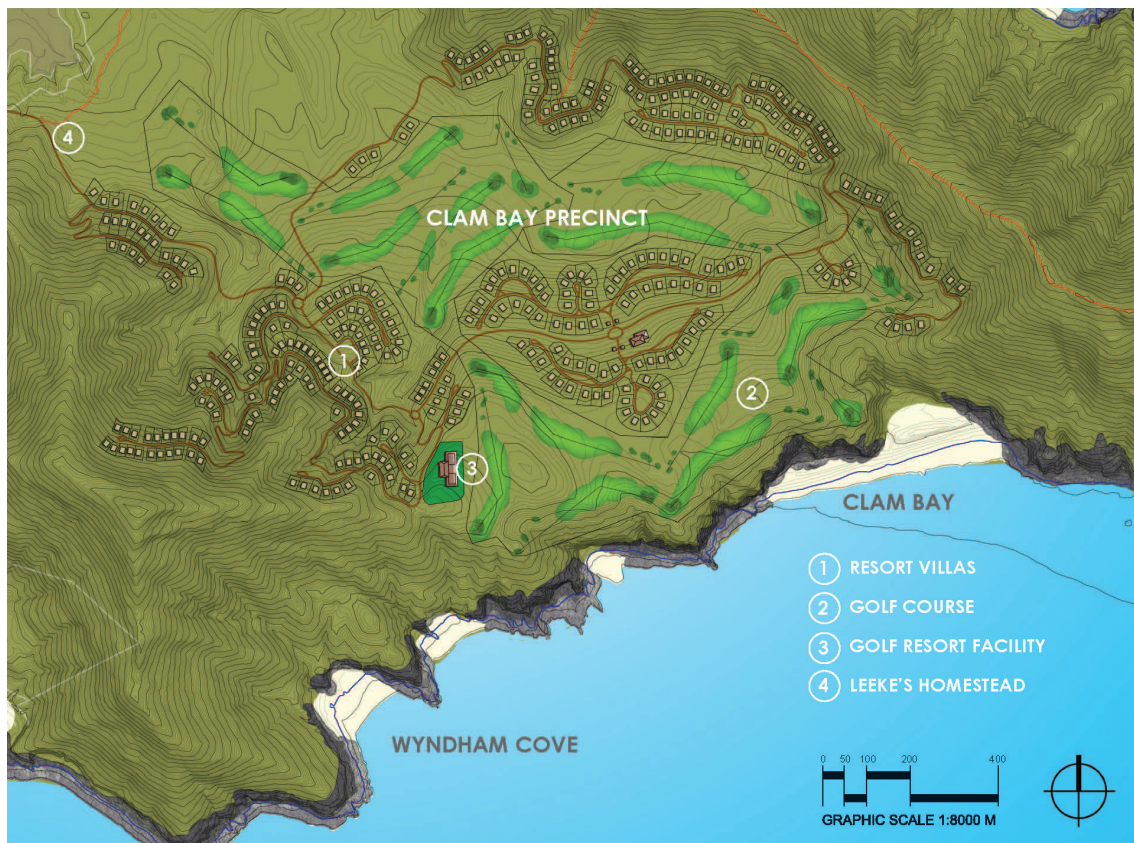 4
CLAM BAY PRECINCT
1
2
3
CLAM BAY
1 RESORT VILLAS
2 GOLF COURSE
3 GOLF RESORT FACILITY
4 LEEKE'S HOMESTEAD
WYNDHAM COVE
0 50 100 200 400
GRAPHIC SCALE 1:8000 M